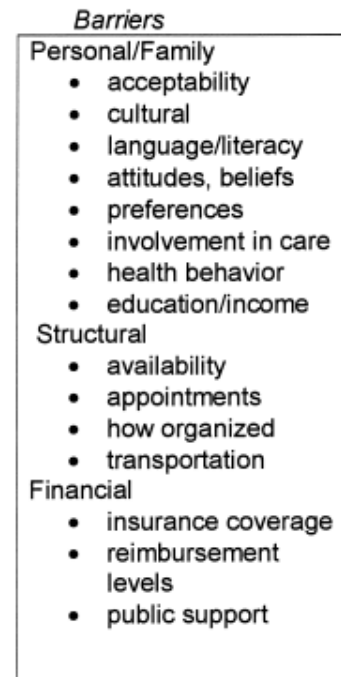 Barriers
Personal/Family
• acceptability
• cultural
• language/literacy
• attitudes, beliefs
• preferences
• involvement in care
• health behavior
• education/income
Structural
• availability
• appointments
• how organized
• transportation
Financial
• insurance coverage
• reimbursement
levels
• public support